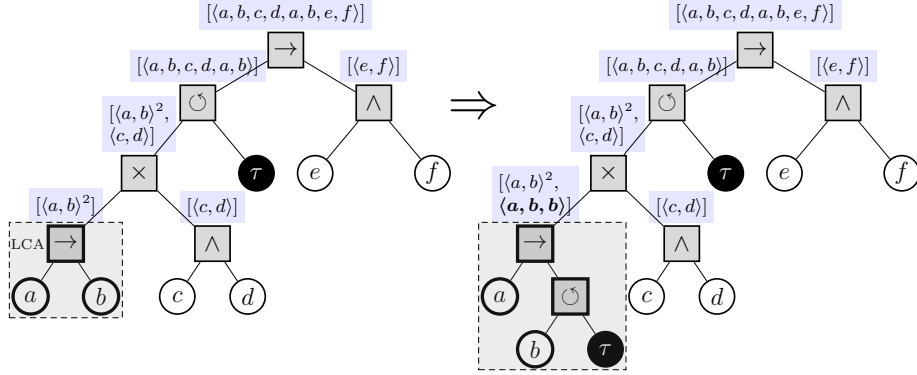 [⟨a, b, c, d, a, b, e, f⟩]
→
[⟨a, b, c, d, a, b⟩]
[⟨e, f⟩]
↺
∧
[⟨a, b⟩²,
⟨c, d⟩]
×
τ
e
f
[⟨a, b⟩²]
[⟨c, d⟩]
LCA
→
∧
a
b
c
d
⇒
[⟨a, b, c, d, a, b, e, f⟩]
→
[⟨a, b, c, d, a, b⟩]
[⟨e, f⟩]
↺
∧
[⟨a, b⟩²,
⟨c, d⟩]
×
τ
e
f
[⟨a, b⟩²,
⟨a, b, b⟩]
[⟨c, d⟩]
→
∧
a
↺
c
d
b
τ